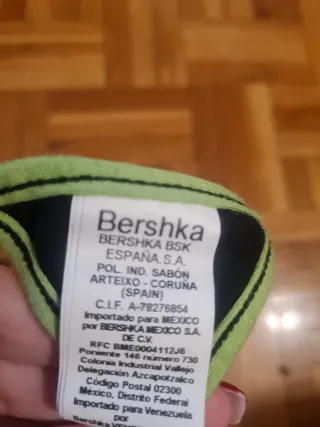 Bershka
BERSHKA BSK
ESPAÑA.S.A.
POL. IND. SABÓN
ARTEIXO - CORUÑA
(SPAIN)
C.I.F. A-78276854
Importado para MEXICO
por BERSHKA MEXICO S.A.
DE C.V.
RFC BME0004112J6
Poniente 146 número 730
Colonia Industrial Vallejo
Delegación Azcapotzalco
Código Postal 02300
México, Distrito Federal
Importado para Venezuela
por